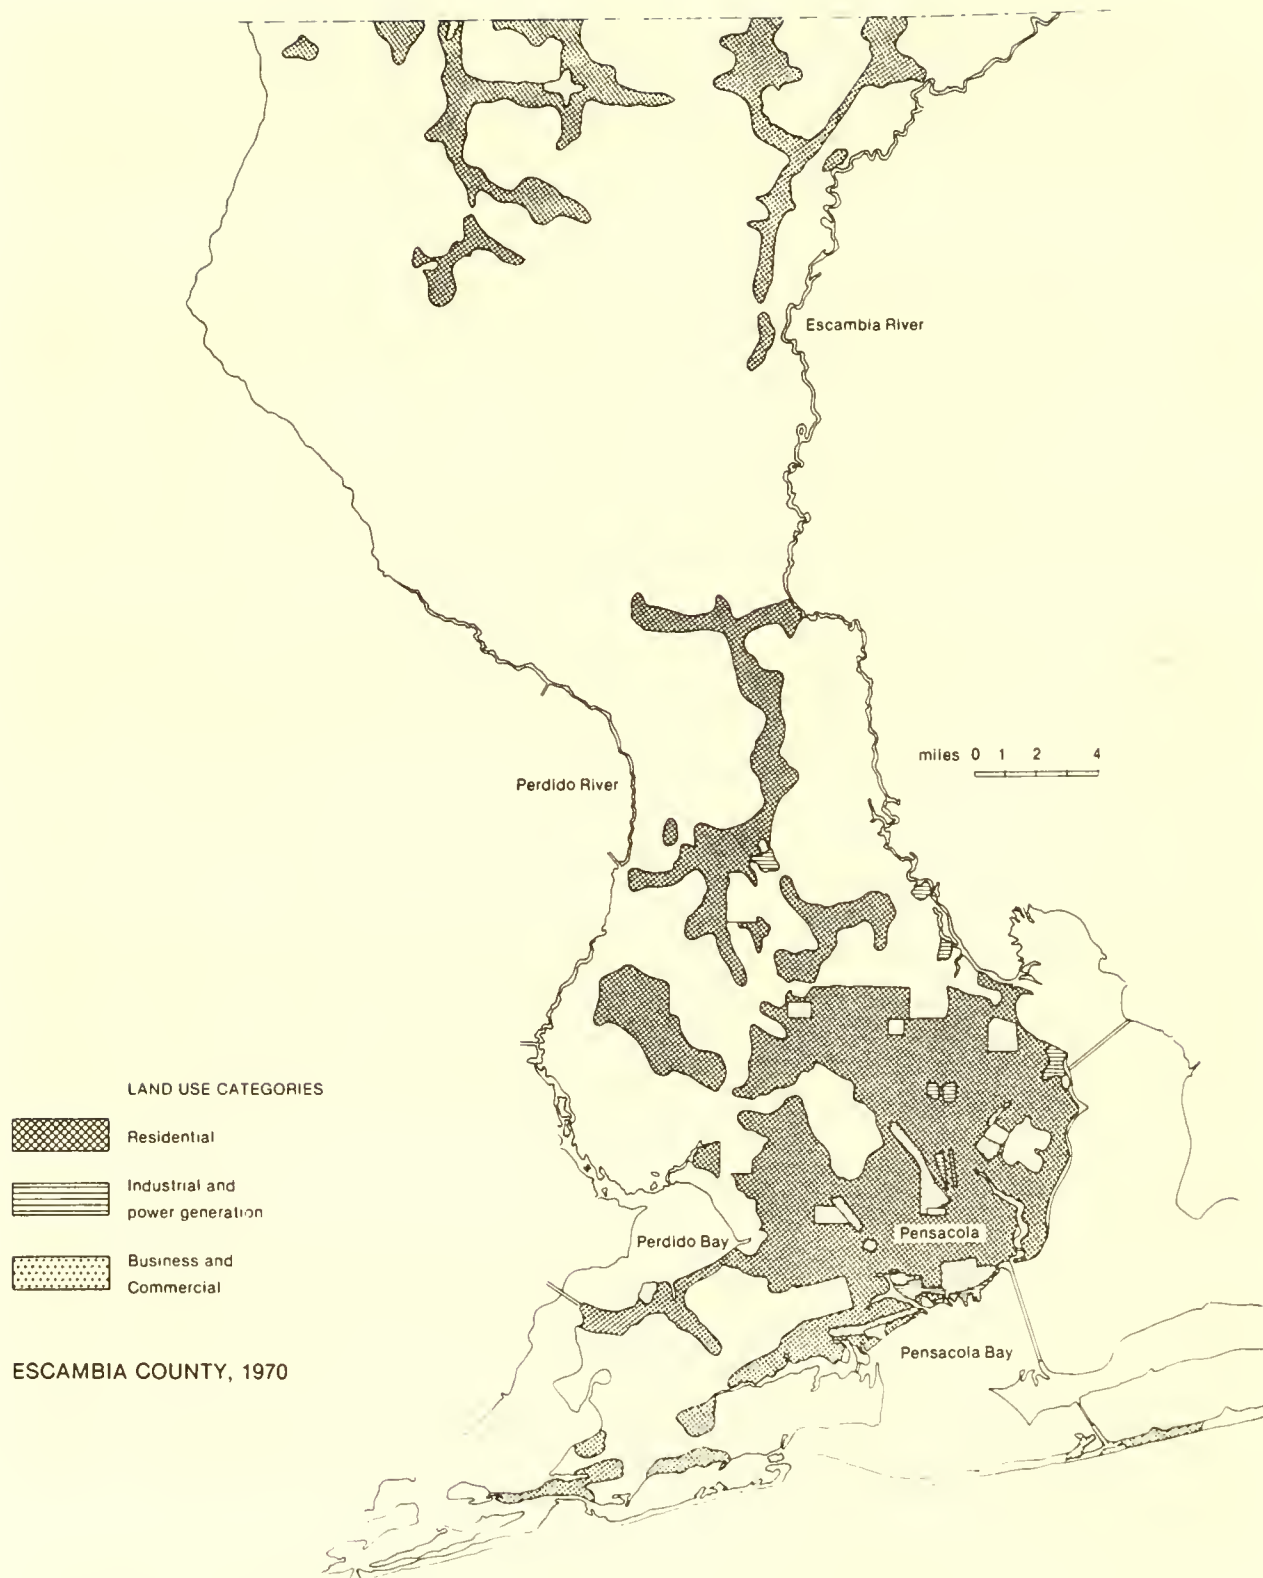 Escambia River
miles 0 1 2 4
Perdido River
LAND USE CATEGORIES
Residential
Industrial and
power generation
Business and
Commercial
Perdido Bay
Pensacola
Pensacola Bay
ESCAMBIA COUNTY, 1970